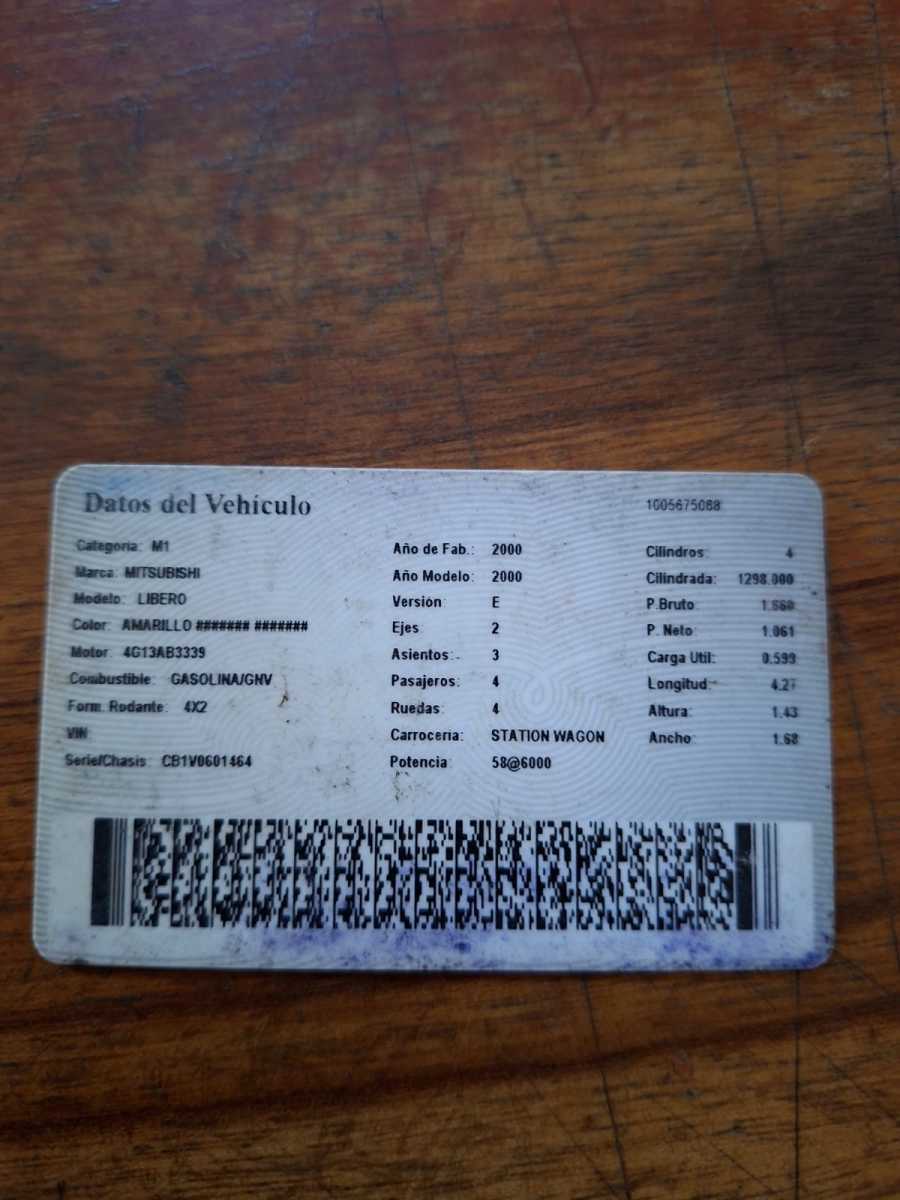 Datos del Vehículo 1005675088
Categoria: M1 Año de Fab.: 2000 Cilindros: 4
Marca: MITSUBISHI Año Modelo: 2000 Cilindrada: 1298.000
Modelo: LIBERO Versión E P.Bruto 1.660
Color: AMARILLO ####### ####### Ejes: 2 P. Neto: 1.061
Motor: 4G13AB3339 Asientos: 3 Carga Util: 0.599
Combustible: GASOLINA/GNV Pasajeros: 4 Longitud: 4.27
Form. Rodante: 4X2 Ruedas: 4 Altura: 1.43
VIN Carrocería: STATION WAGON Ancho: 1.68
Serie/Chasis: CB1V0601464 Potencia: 58@6000